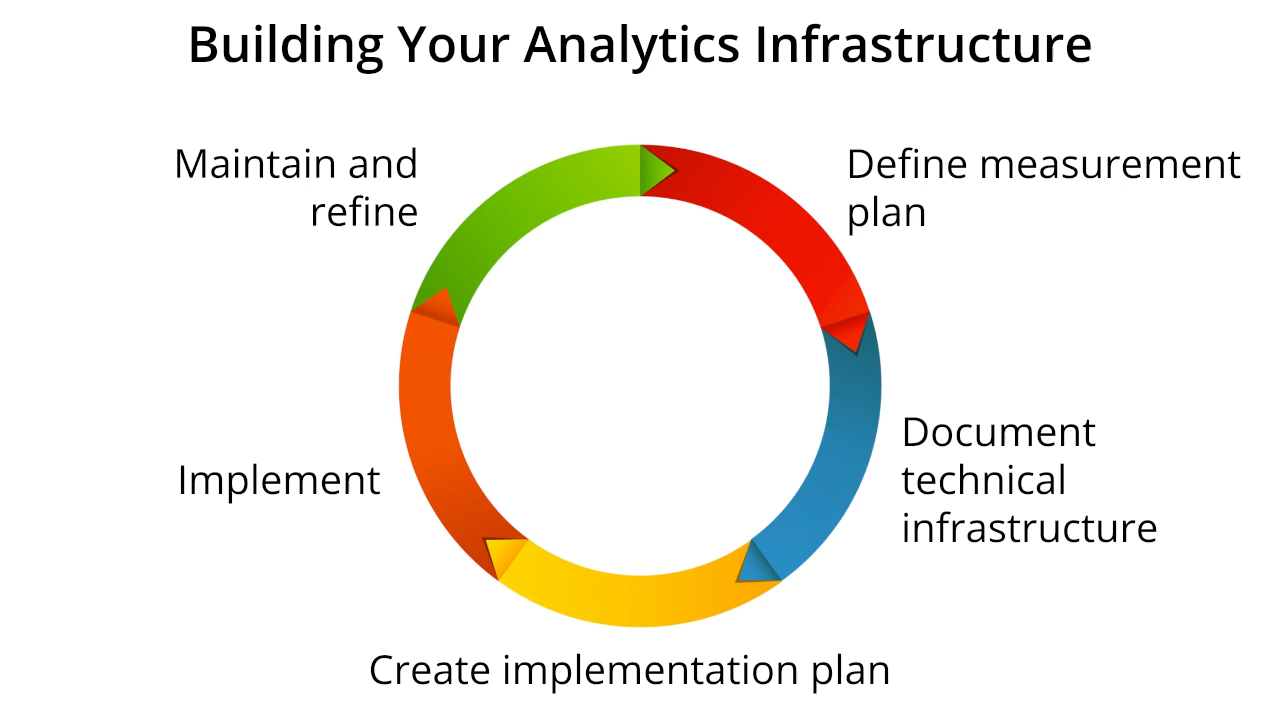 Building Your Analytics Infrastructure
Maintain and
refine
Define measurement
plan
Document
technical
infrastructure
Implement
Create implementation plan